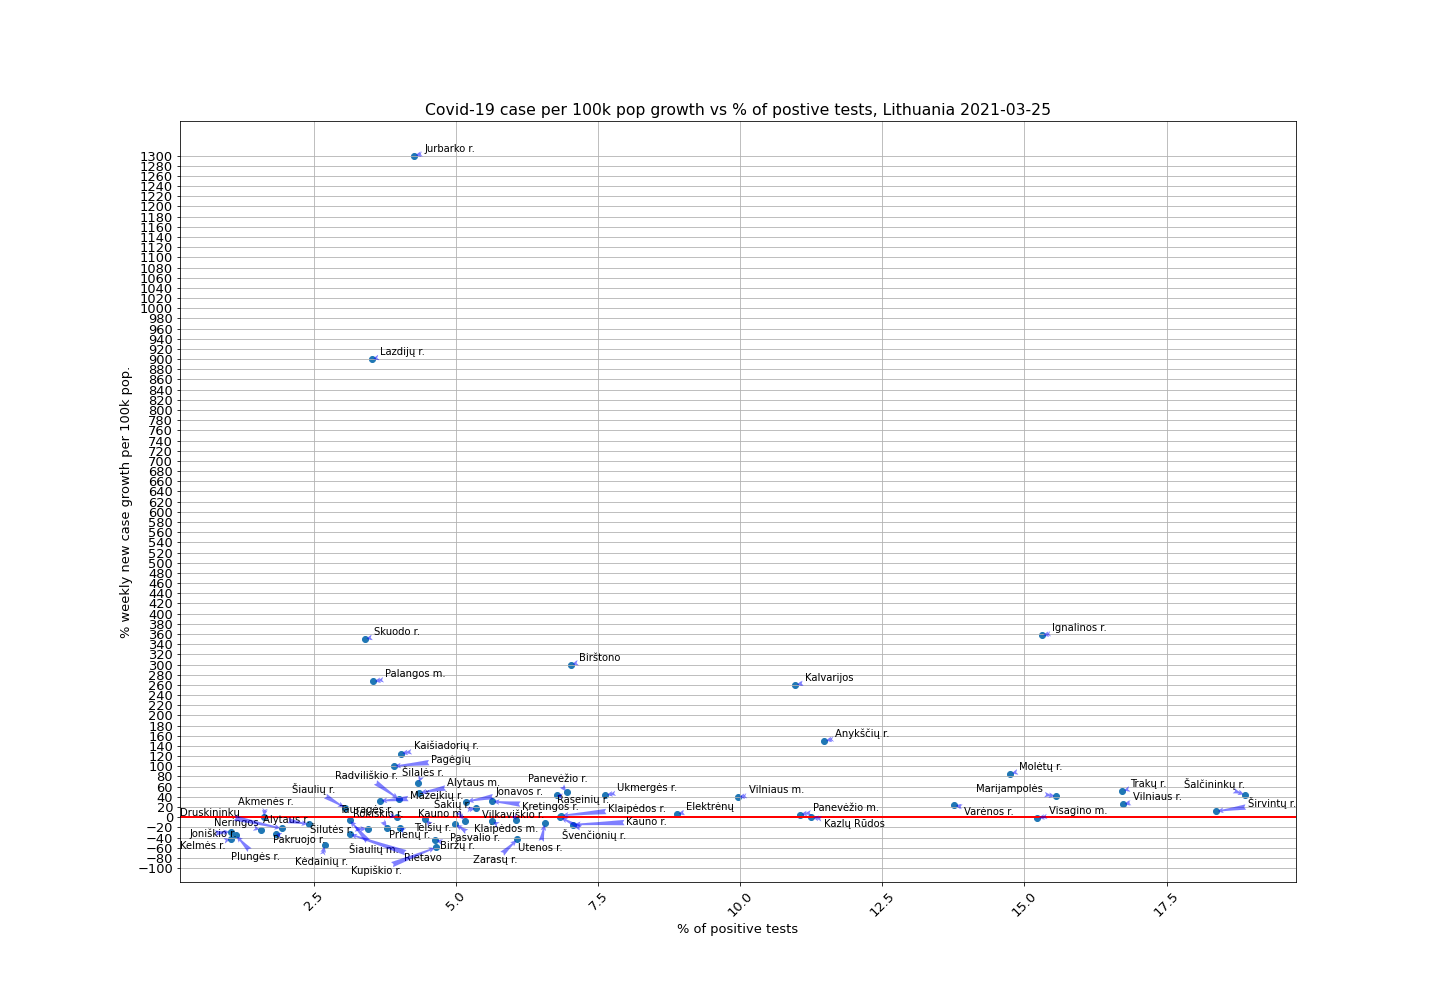 Covid-19 case per 100k pop growth vs % of postive tests, Lithuania 2021-03-25
% weekly new case growth per 100k pop.
1300
1280
1260
1240
1220
1200
1180
1160
1140
1120
1100
1080
1060
1040
1020
1000
980
960
940
920
900
880
860
840
820
800
780
760
740
720
700
680
660
640
620
600
580
560
540
520
500
480
460
440
420
400
380
360
340
320
300
280
260
240
220
200
180
160
140
120
100
80
60
40
20
0
−20
−40
−60
−80
−100
Jurbarko r.
Lazdijų r.
Skuodo r.
Ignalinos r.
Birštono
Palangos m.
Kalvarijos
Anykščių r.
Kaišiadorių r.
Pagėgių
Molėtų r.
Radviliškio r.
Šilalės r.
Panevėžio r.
Alytaus m.
Šiaulių r.
Ukmergės r.
Vilniaus m.
Marijampolės
Trakų r.
Šalčininkų r.
Jonavos r.
Mažeikių r.
Raseinių r.
Vilniaus r.
Akmenės r.
Šakių r.
Kretingos r.
Klaipėdos r.
Elektrėnų
Panevėžio m.
Širvintų r.
Druskininkų
Tauragės r.
Rokiškio r.
Kauno m.
Vilkaviškio r.
Varėnos r.
Visagino m.
Neringos
Alytaus r.
Kauno r.
Kazlų Rūdos
Joniškio r.
Šilutės r.
Prienų r.
Telšių r.
Klaipėdos m.
Švenčionių r.
Kelmės r.
Pakruojo r.
Pasvalio r.
Plungės r.
Šiaulių m.
Biržų r.
Utenos r.
Kėdainių r.
Rietavo
Zarasų r.
Kupiškio r.
2.5
5.0
7.5
10.0
12.5
15.0
17.5
% of positive tests